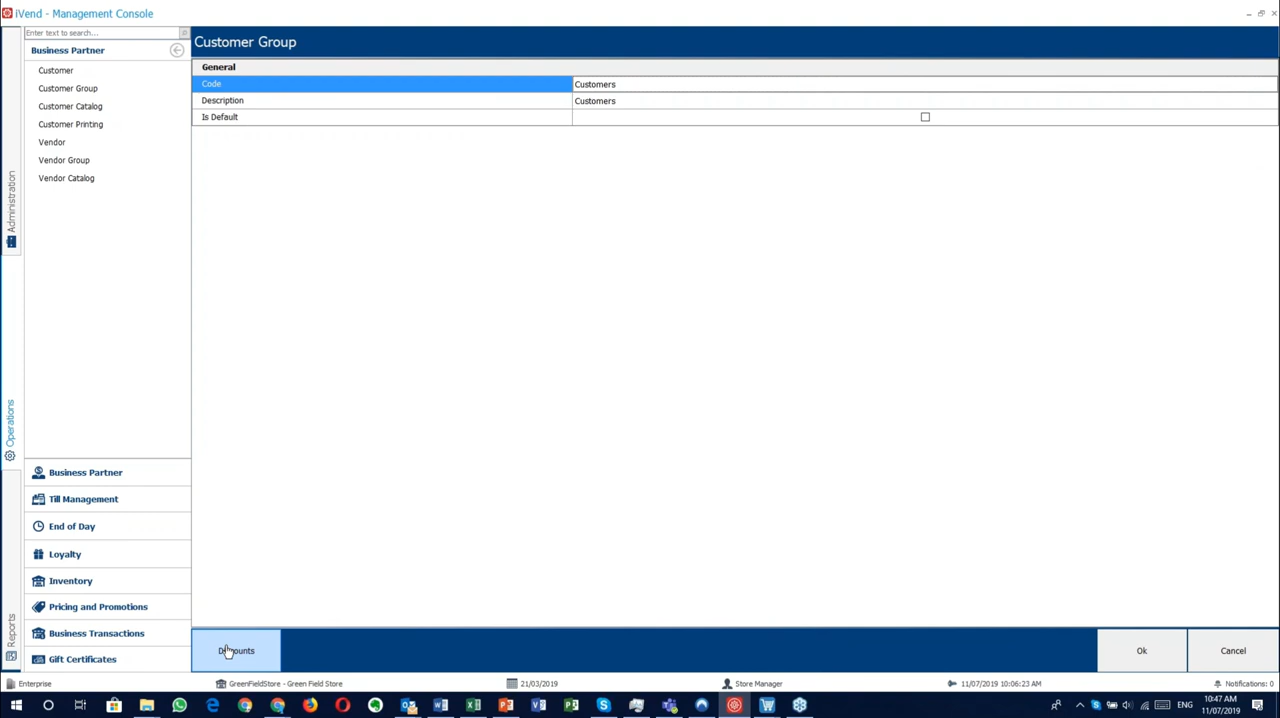 iVend - Management Console
Enter text to search...
Business Partner
Customer
Customer Group
Customer Catalog
Customer Printing
Vendor
Vendor Group
Vendor Catalog
Administration
Operations
Reports
Business Partner
Till Management
End of Day
Loyalty
Inventory
Pricing and Promotions
Business Transactions
Gift Certificates
Customer Group
General
Code Customers
Description Customers
Is Default
Ok
Cancel
Enterprise
GreenFieldStore - Green Field Store
21/03/2019
Store Manager
11/07/2019 10:06:23 AM
Notifications: 0
ENG
10:47 AM
11/07/2019